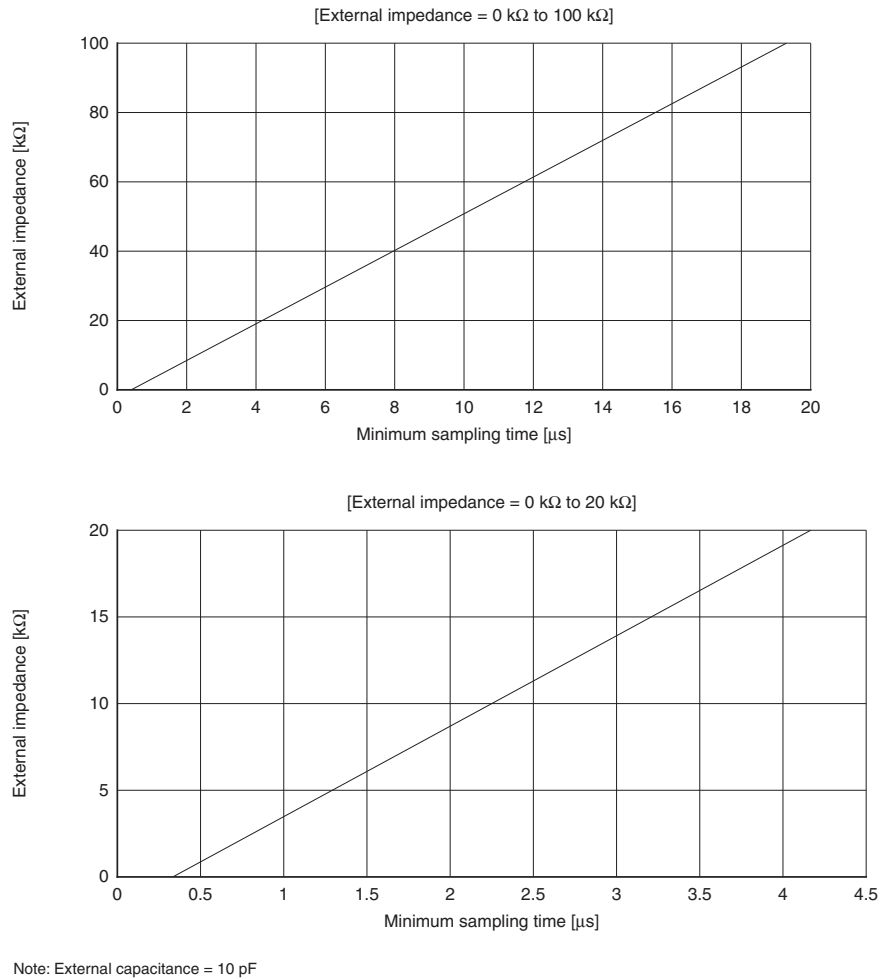 [External impedance = 0 kΩ to 100 kΩ]
External impedance [kΩ]
100
80
60
40
20
0
0 2 4 6 8 10 12 14 16 18 20
Minimum sampling time [μs]
[External impedance = 0 kΩ to 20 kΩ]
External impedance [kΩ]
20
15
10
5
0
0 0.5 1 1.5 2 2.5 3 3.5 4 4.5
Minimum sampling time [μs]
Note: External capacitance = 10 pF